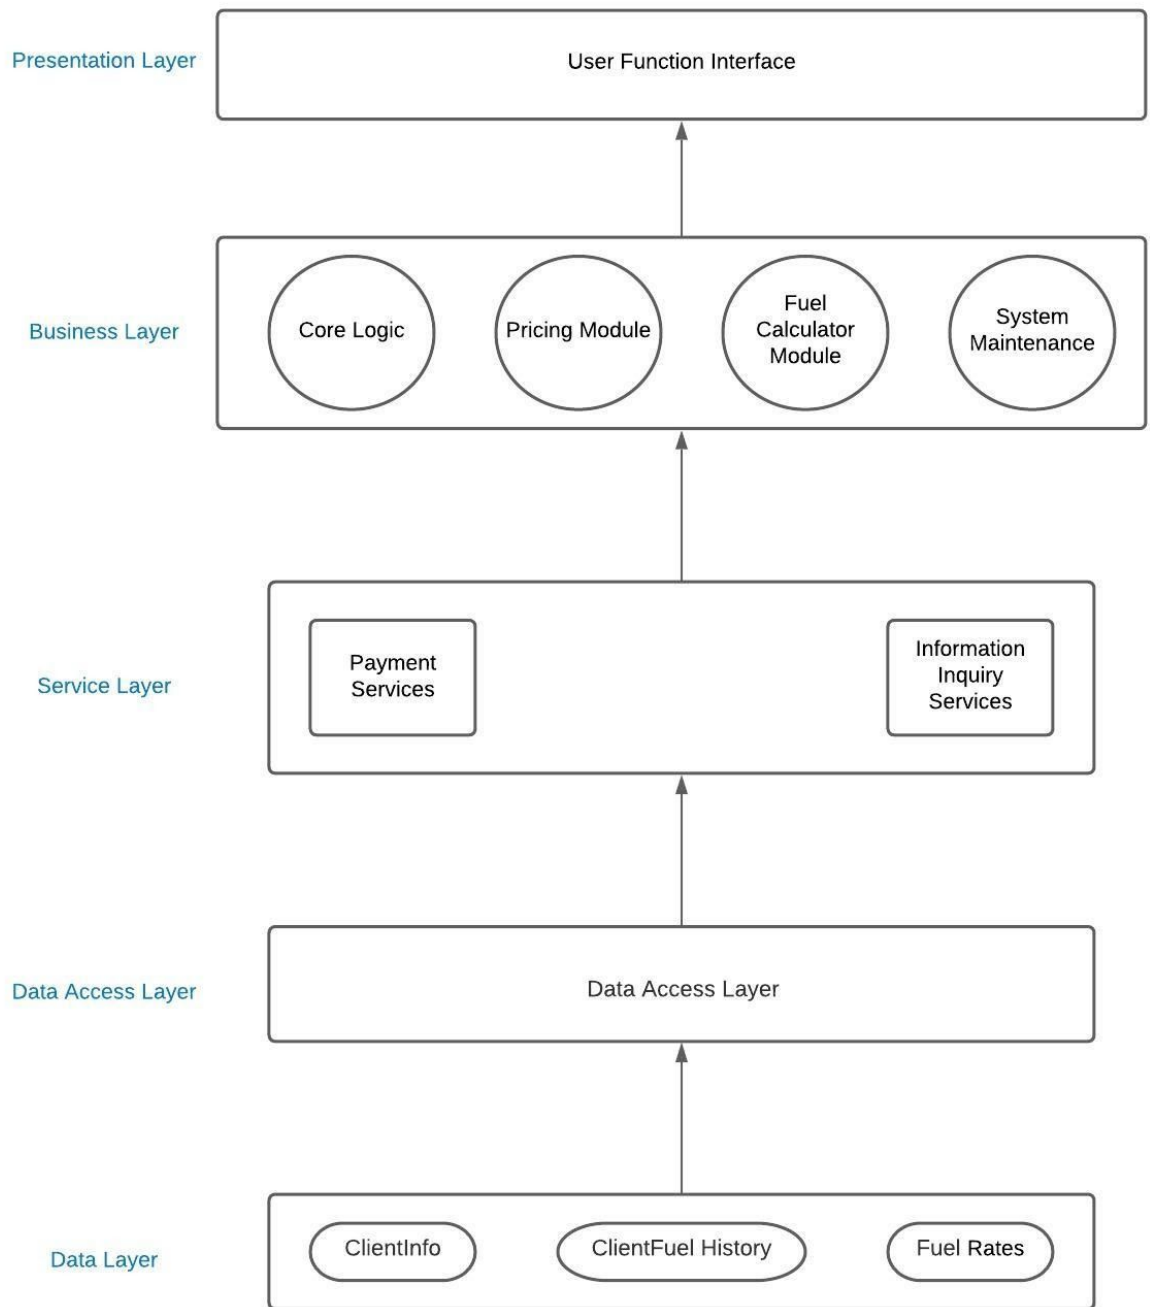 Presentation Layer
User Function Interface
Business Layer
Core Logic
Pricing Module
Fuel
Calculator
Module
System
Maintenance
Service Layer
Payment
Services
Information
Inquiry
Services
Data Access Layer
Data Access Layer
Data Layer
ClientInfo
ClientFuel History
Fuel Rates